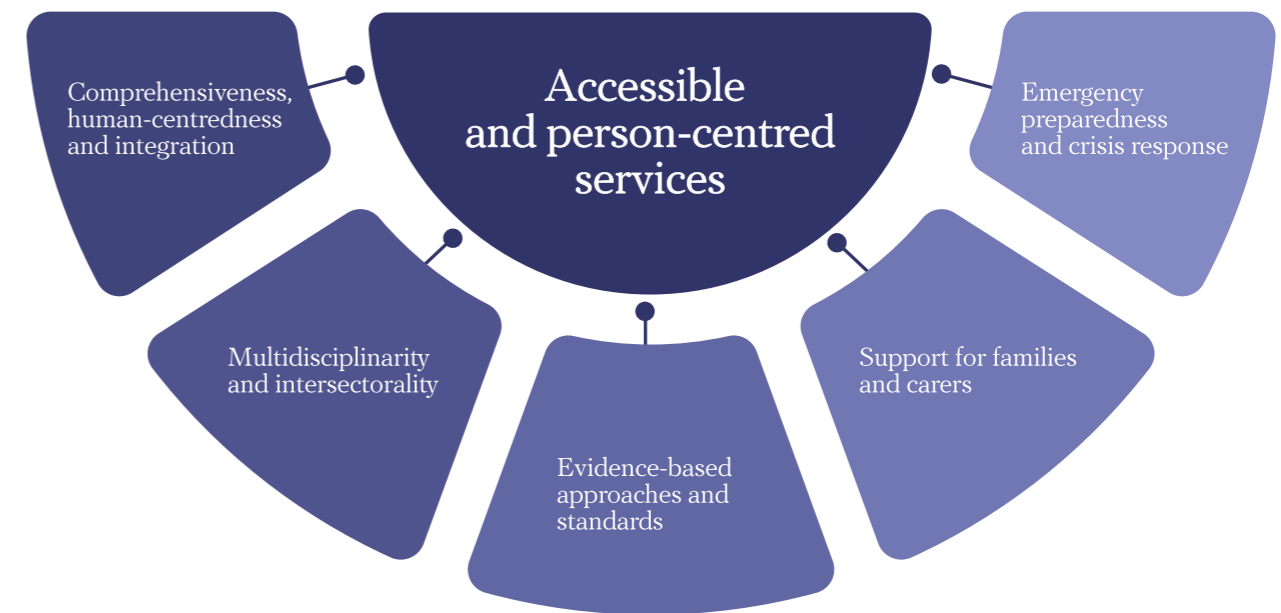 Accessible
and person-centred
services
Comprehensiveness,
human-centredness
and integration
Multidisciplinarity
and intersectorality
Evidence-based
approaches and
standards
Support for families
and carers
Emergency
preparedness
and crisis response